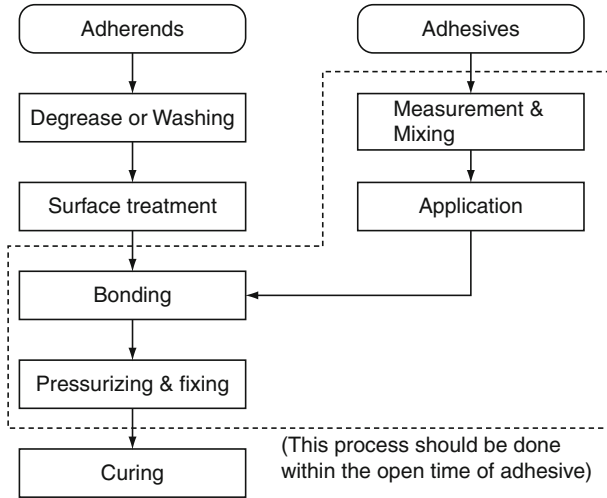 Adherends
Adhesives
Degrease or Washing
Measurement &
Mixing
Surface treatment
Application
Bonding
Pressurizing & fixing
Curing
(This process should be done
within the open time of adhesive)